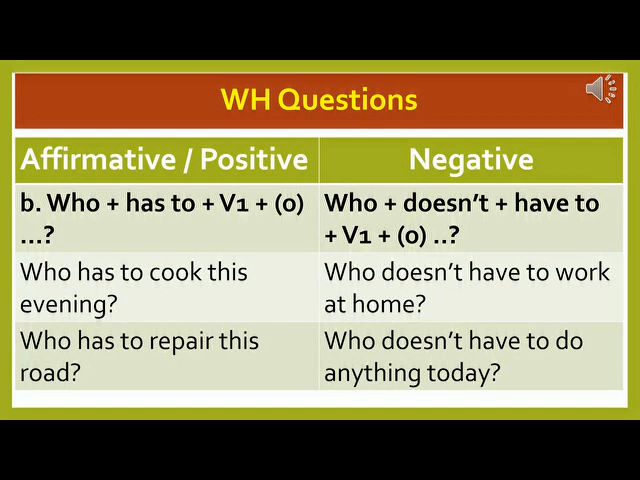 WH Questions
Affirmative / Positive
Negative
b. Who + has to + V1 + (o)
…?
Who + doesn’t + have to
+ V1 + (o) ..?
Who has to cook this
evening?
Who doesn’t have to work
at home?
Who has to repair this
road?
Who doesn’t have to do
anything today?